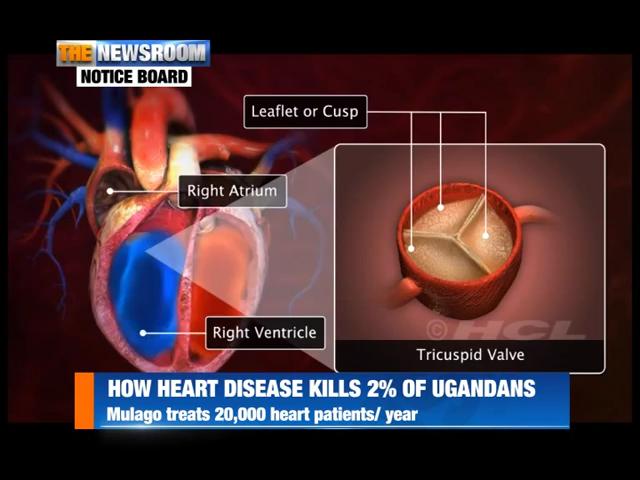 THE NEWSROOM
NOTICE BOARD
Leaflet or Cusp
Right Atrium
Right Ventricle
©HCL
Tricuspid Valve
HOW HEART DISEASE KILLS 2% OF UGANDANS
Mulago treats 20,000 heart patients/ year